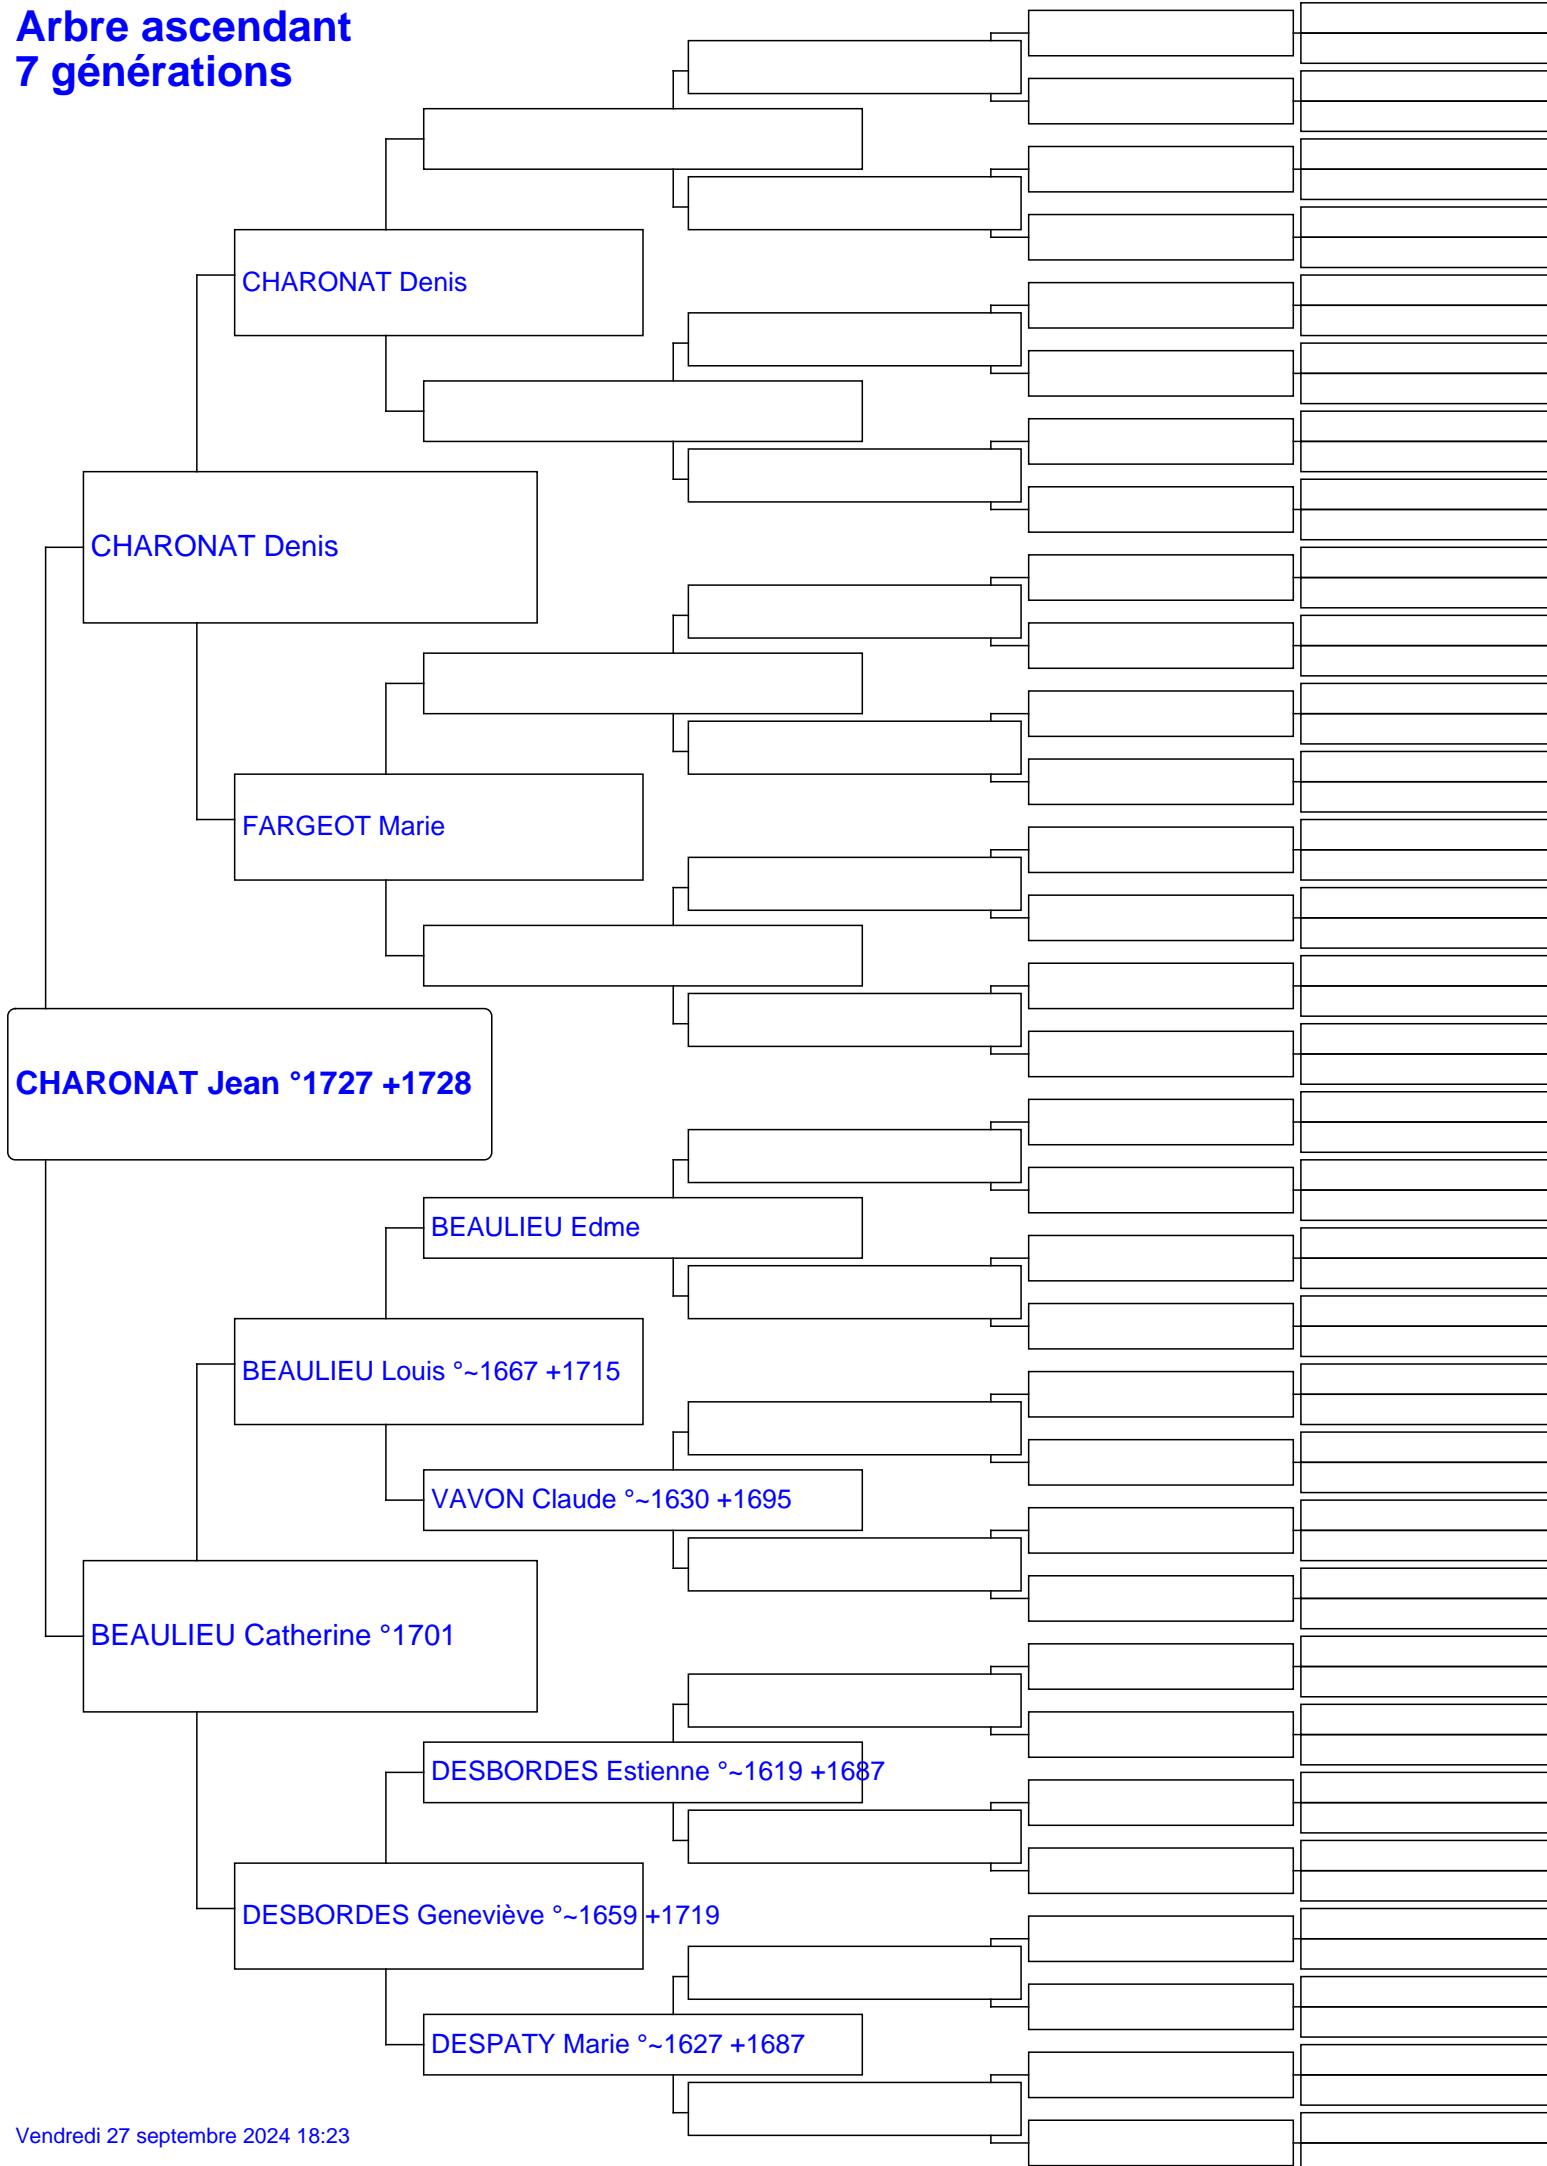 Arbre ascendant
7 générations
CHARONAT Denis
CHARONAT Denis
FARGEOT Marie
CHARONAT Jean °1727 +1728
BEAULIEU Edme
BEAULIEU Louis °~1667 +1715
VAVON Claude °~1630 +1695
BEAULIEU Catherine °1701
DESBORDES Estienne °~1619 +1687
DESBORDES Geneviève °~1659 +1719
DESPATY Marie °~1627 +1687
Vendredi 27 septembre 2024 18:23